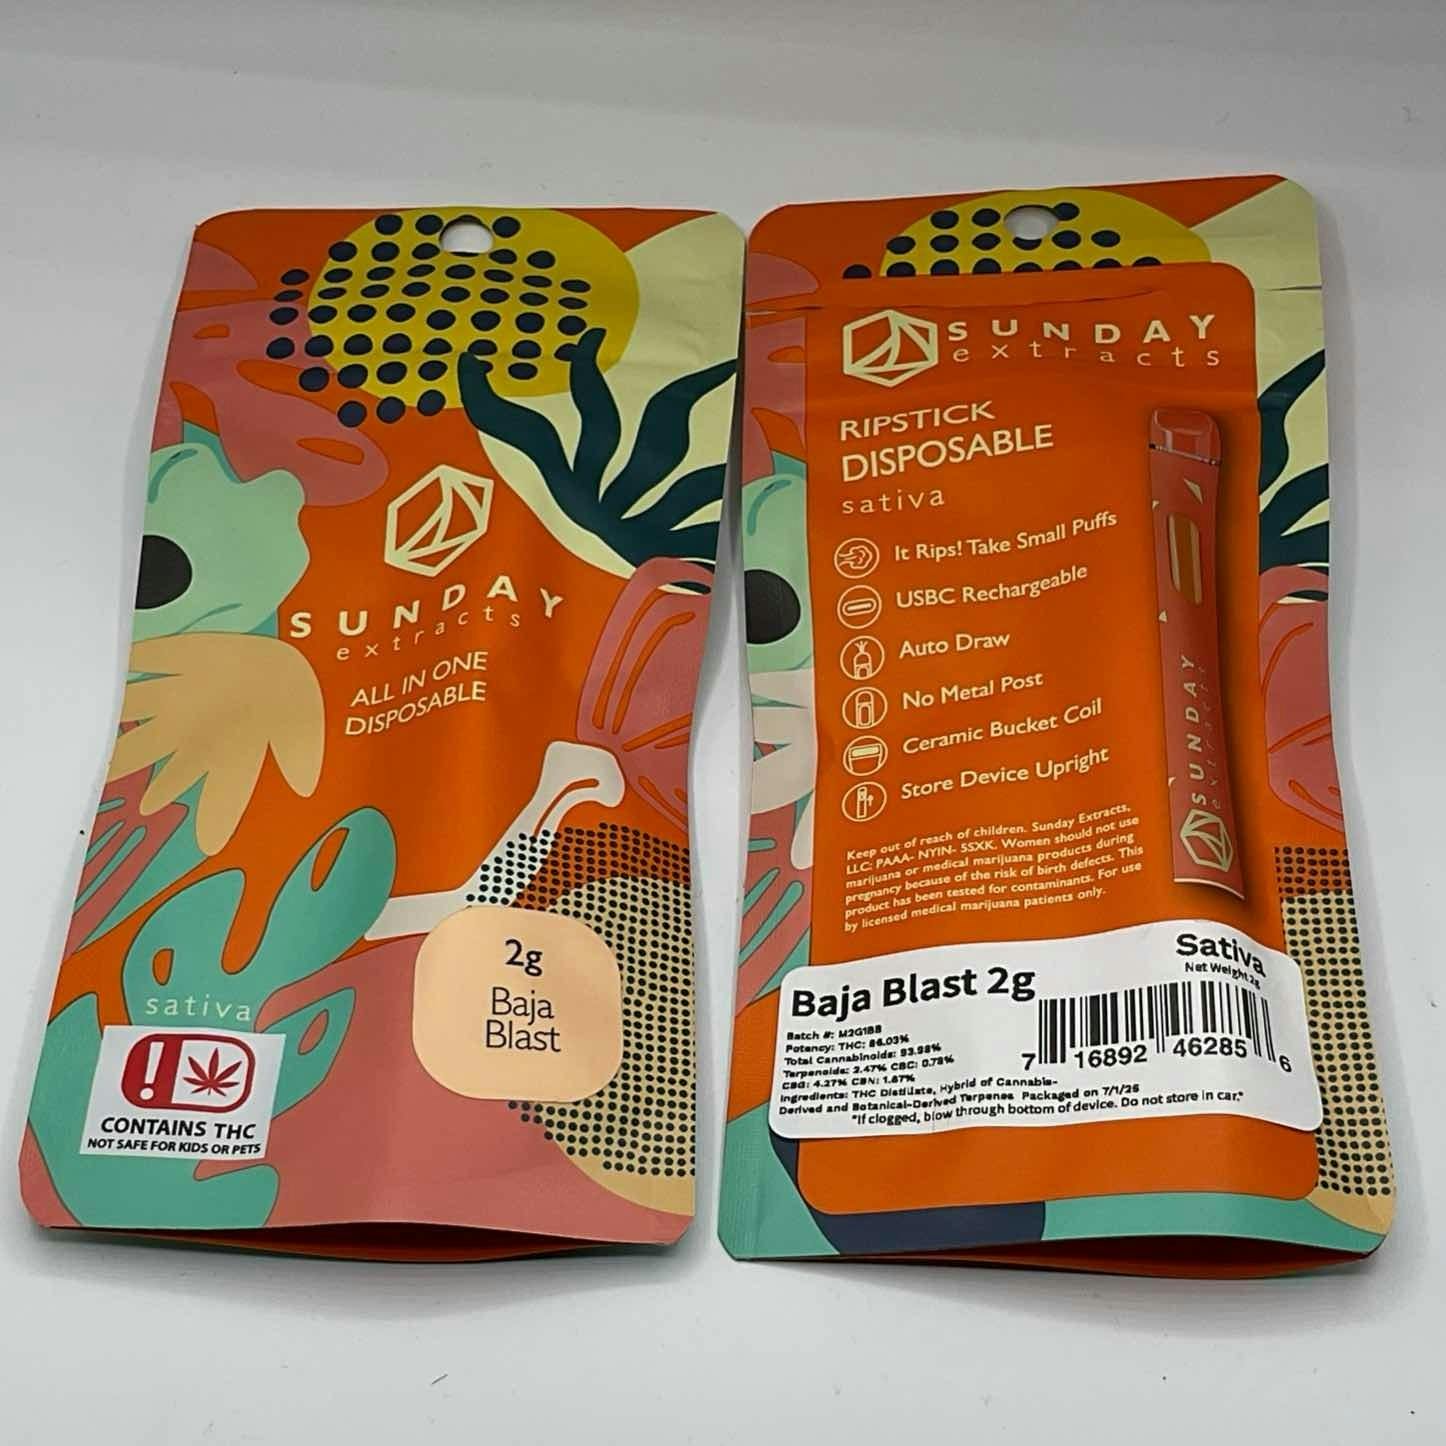 SUNDAY
extracts
ALL IN ONE
DISPOSABLE
2g
Baja
Blast
sativa
!
CONTAINS THC
NOT SAFE FOR KIDS OR PETS
SUNDAY
extracts
RIPSTICK
DISPOSABLE
sativa
It Rips! Take Small Puffs
USBC Rechargeable
Auto Draw
No Metal Post
Ceramic Bucket Coil
Store Device Upright
SUNDAY
extracts
Keep out of reach of children. Sunday Extracts,
LLC: PAAA- NYIN- 5SXK. Women should not use
marijuana or medical marijuana products during
pregnancy because of the risk of birth defects. This
product has been tested for contaminants. For use
by licensed medical marijuana patients only.
Sativa
Net Weight 2g
Baja Blast 2g
Batch #: M2G1BB
Potency: THC: 86.03%
Total Cannabinoids: 93.98%
Terpenoids: 2.47% CBC: 0.79%
CBG: 4.27% CBN: 1.67%
Ingredients: THC Distillate, Hybrid of Cannabis-
Derived and Botanical-Derived Terpenes Packaged on 7/1/25
"If clogged, blow through bottom of device. Do not store in car."
7 16892 46285 6